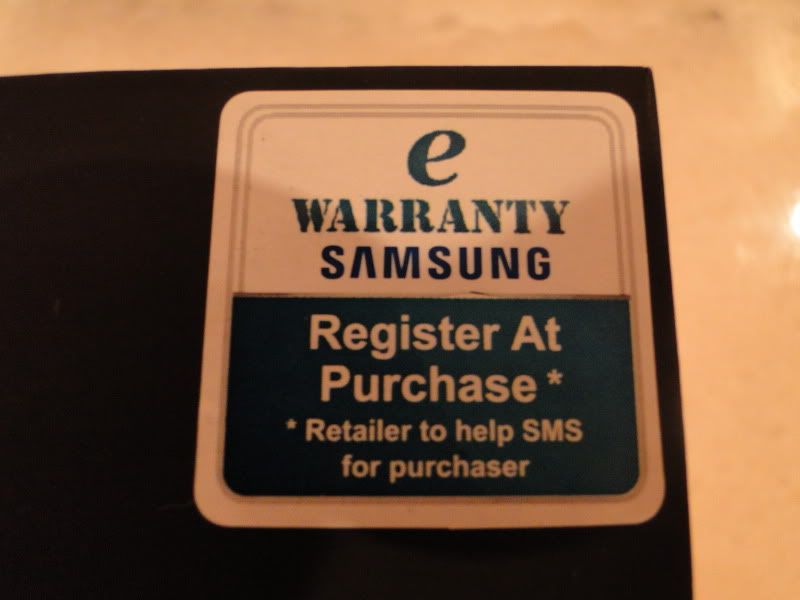 e
WARRANTY
SAMSUNG
Register At
Purchase *
* Retailer to help SMS
for purchaser